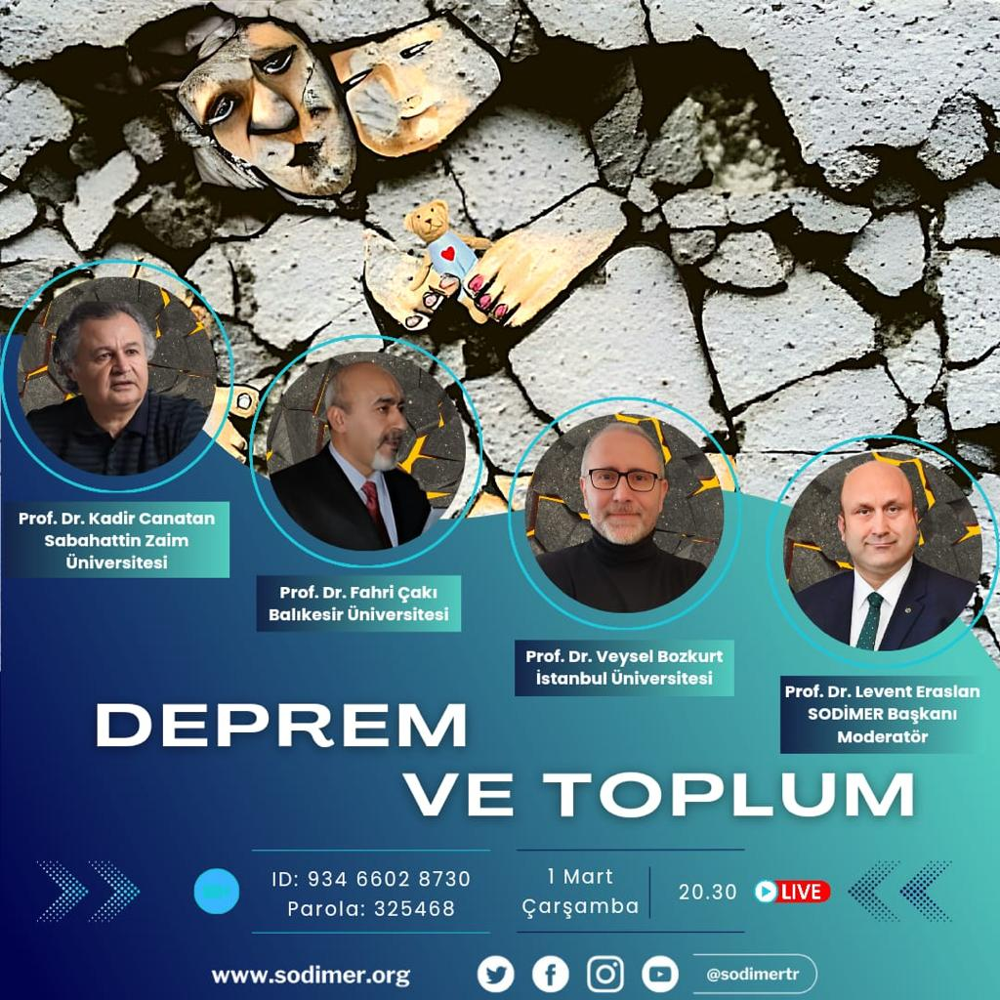 Prof. Dr. Kadir Canatan
Sabahattin Zaim
Üniversitesi
Prof. Dr. Fahri Çakı
Balıkesir Üniversitesi
Prof. Dr. Veysel Bozkurt
İstanbul Üniversitesi
Prof. Dr. Levent Eraslan
SODİMER Başkanı
Moderatör
DEPREM
VE TOPLUM
ID: 934 6602 8730
Parola: 325468
1 Mart
Çarşamba
20.30
LIVE
www.sodimer.org
@sodimertr